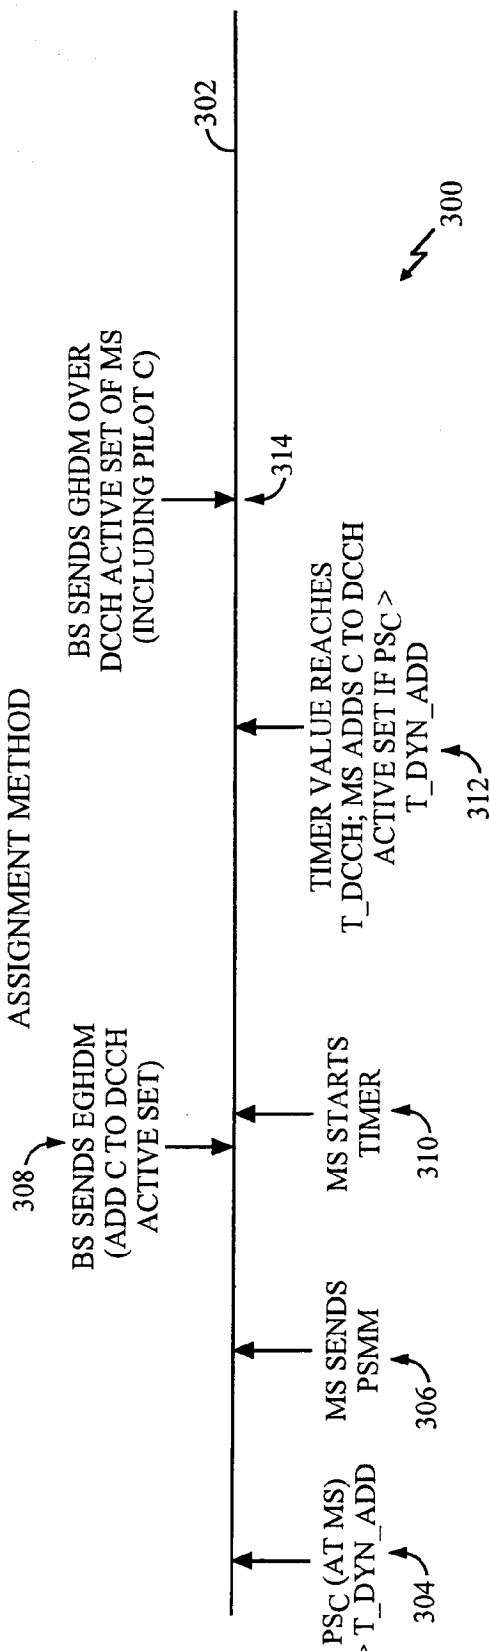 ASSIGNMENT METHOD
308
BS SENDS EGHDM
(ADD C TO DCCH
ACTIVE SET)
BS SENDS GHDM OVER
DCCH ACTIVE SET OF MS
(INCLUDING PILOT C)
302
PSC (AT MS)
> T_DYN_ADD
304
MS SENDS
PSMM
306
MS STARTS
TIMER
310
TIMER VALUE REACHES
T_DCCH; MS ADDS C TO DCCH
ACTIVE SET IF PSC >
T_DYN_ADD
312
314
300